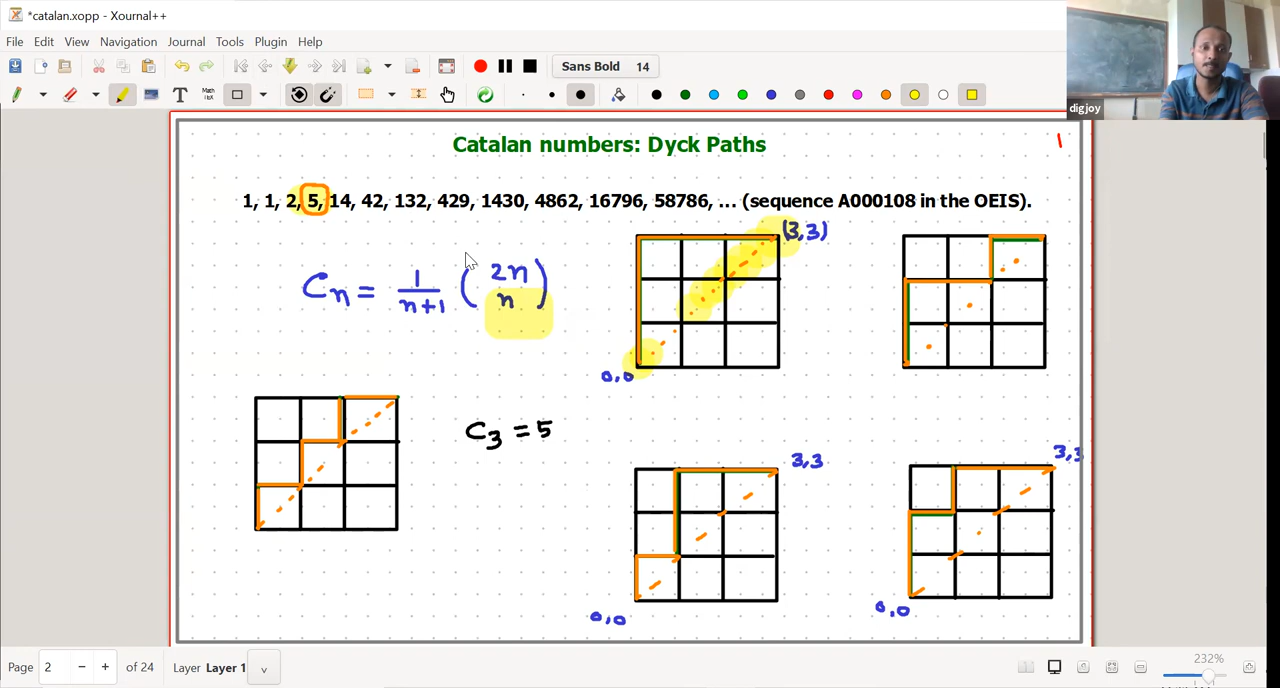 *catalan.xopp - Xournal++
File Edit View Navigation Journal Tools Plugin Help
Sans Bold 14
T Math TEX
digjoy
Catalan numbers: Dyck Paths
1
1, 1, 2, 5, 14, 42, 132, 429, 1430, 4862, 16796, 58786, ... (sequence A000108 in the OEIS).
(3,3)
Cn = 1/n+1 (2n n)
0,0
C3 = 5
3,3
3,3
0,0
0,0
Page 2 − + of 24 Layer Layer 1
232%